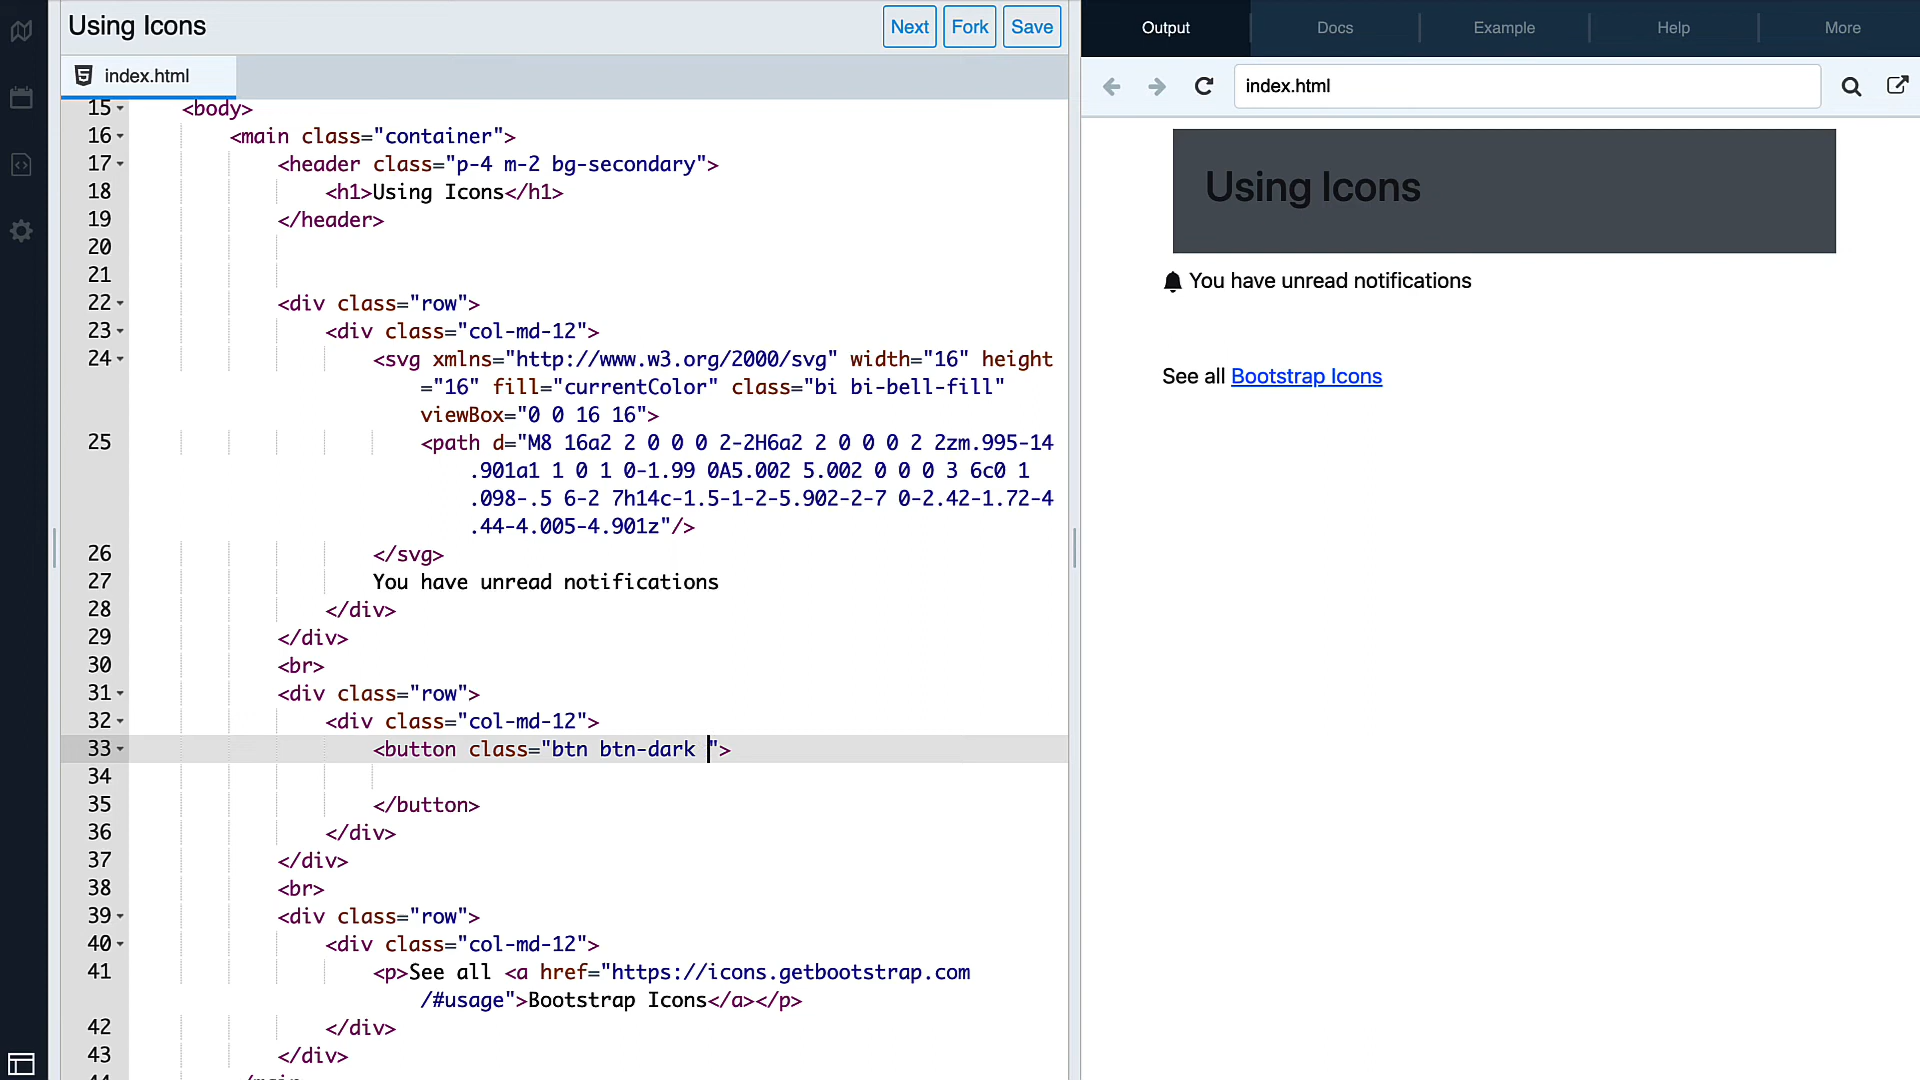 Using Icons
Next
Fork
Save
Output
Docs
Example
Help
More
index.html
index.html
15 <body>
16 <main class="container">
17 <header class="p-4 m-2 bg-secondary">
18 <h1>Using Icons</h1>
19 </header>
20
21
22 <div class="row">
23 <div class="col-md-12">
24 <svg xmlns="http://www.w3.org/2000/svg" width="16" height
="16" fill="currentColor" class="bi bi-bell-fill"
viewBox="0 0 16 16">
25 <path d="M8 16a2 2 0 0 0 2-2H6a2 2 0 0 0 2 2zm.995-14
.901a1 1 0 1 0-1.99 0A5.002 5.002 0 0 0 3 6c0 1
.098-.5 6-2 7h14c-1.5-1-2-5.902-2-7 0-2.42-1.72-4
.44-4.005-4.901z"/>
26 </svg>
27 You have unread notifications
28 </div>
29 </div>
30 <br>
31 <div class="row">
32 <div class="col-md-12">
33 <button class="btn btn-dark ">
34
35 </button>
36 </div>
37 </div>
38 <br>
39 <div class="row">
40 <div class="col-md-12">
41 <p>See all <a href="https://icons.getbootstrap.com
/#usage">Bootstrap Icons</a></p>
42 </div>
43 </div>
Using Icons
You have unread notifications
See all Bootstrap Icons